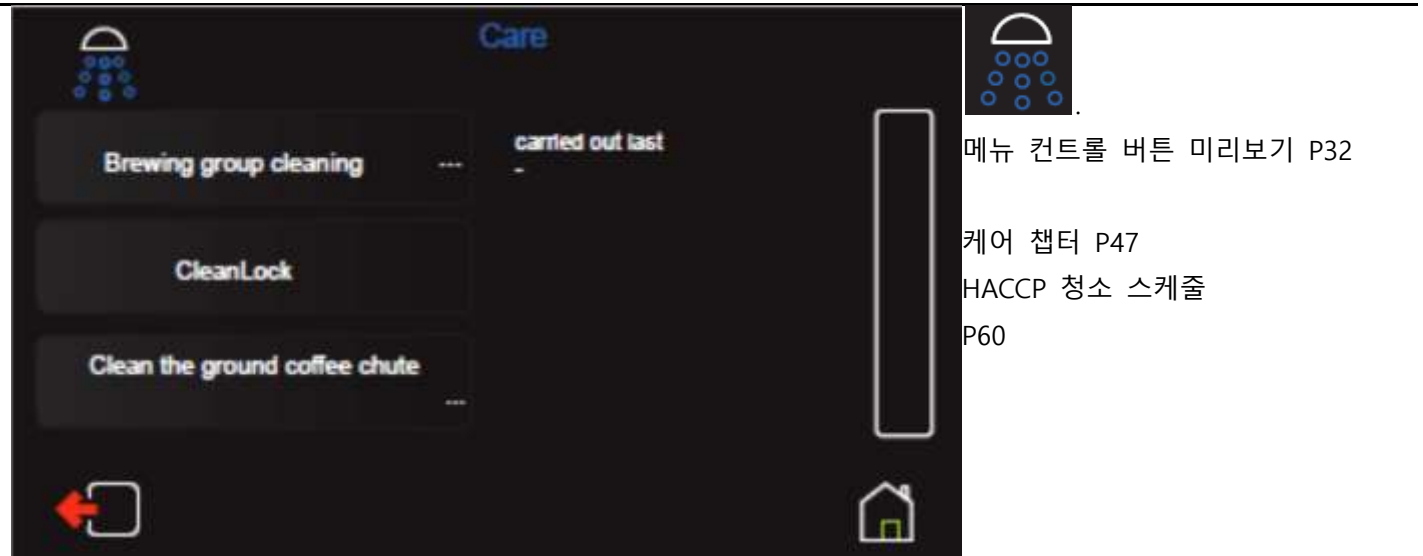 Care
Brewing group cleaning ---
carried out last
-
CleanLock
Clean the ground coffee chute
---
.
메뉴 컨트롤 버튼 미리보기 P32
케어 챕터 P47
HACCP 청소 스케줄
P60